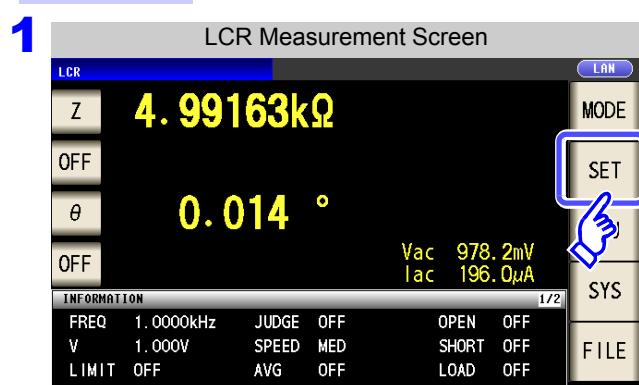 1
LCR Measurement Screen
LCR
LAN
Z
4.99163kΩ
MODE
OFF
SET
θ
0.014 °
OFF
Vac 978.2mV
Iac 196.0μA
SYS
INFORMATION
1/2
FREQ 1.0000kHz JUDGE OFF OPEN OFF
V 1.000V SPEED MED SHORT OFF
LIMIT OFF AVG OFF LOAD OFF
FILE